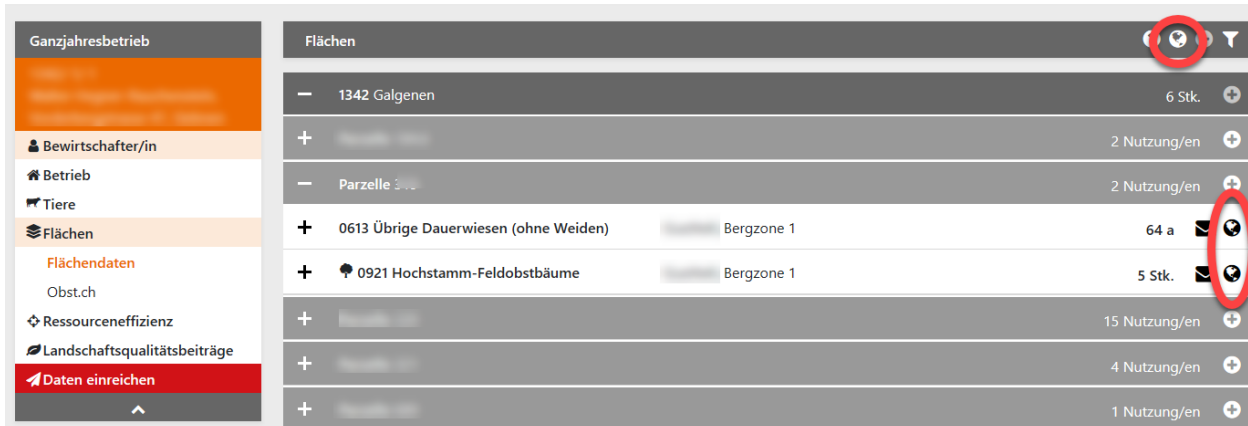 Ganzjahresbetrieb
Bewirtschafter/in
Betrieb
Tiere
Flächen
Flächendaten
Obst.ch
Ressourceneffizienz
Landschaftsqualitätsbeiträge
Daten einreichen
Flächen
1342 Galgenen 6 Stk.
2 Nutzung/en
Parzelle 2 Nutzung/en
0613 Übrige Dauerwiesen (ohne Weiden) Bergzone 1 64 a
0921 Hochstamm-Feldobstbäume Bergzone 1 5 Stk.
15 Nutzung/en
4 Nutzung/en
1 Nutzung/en